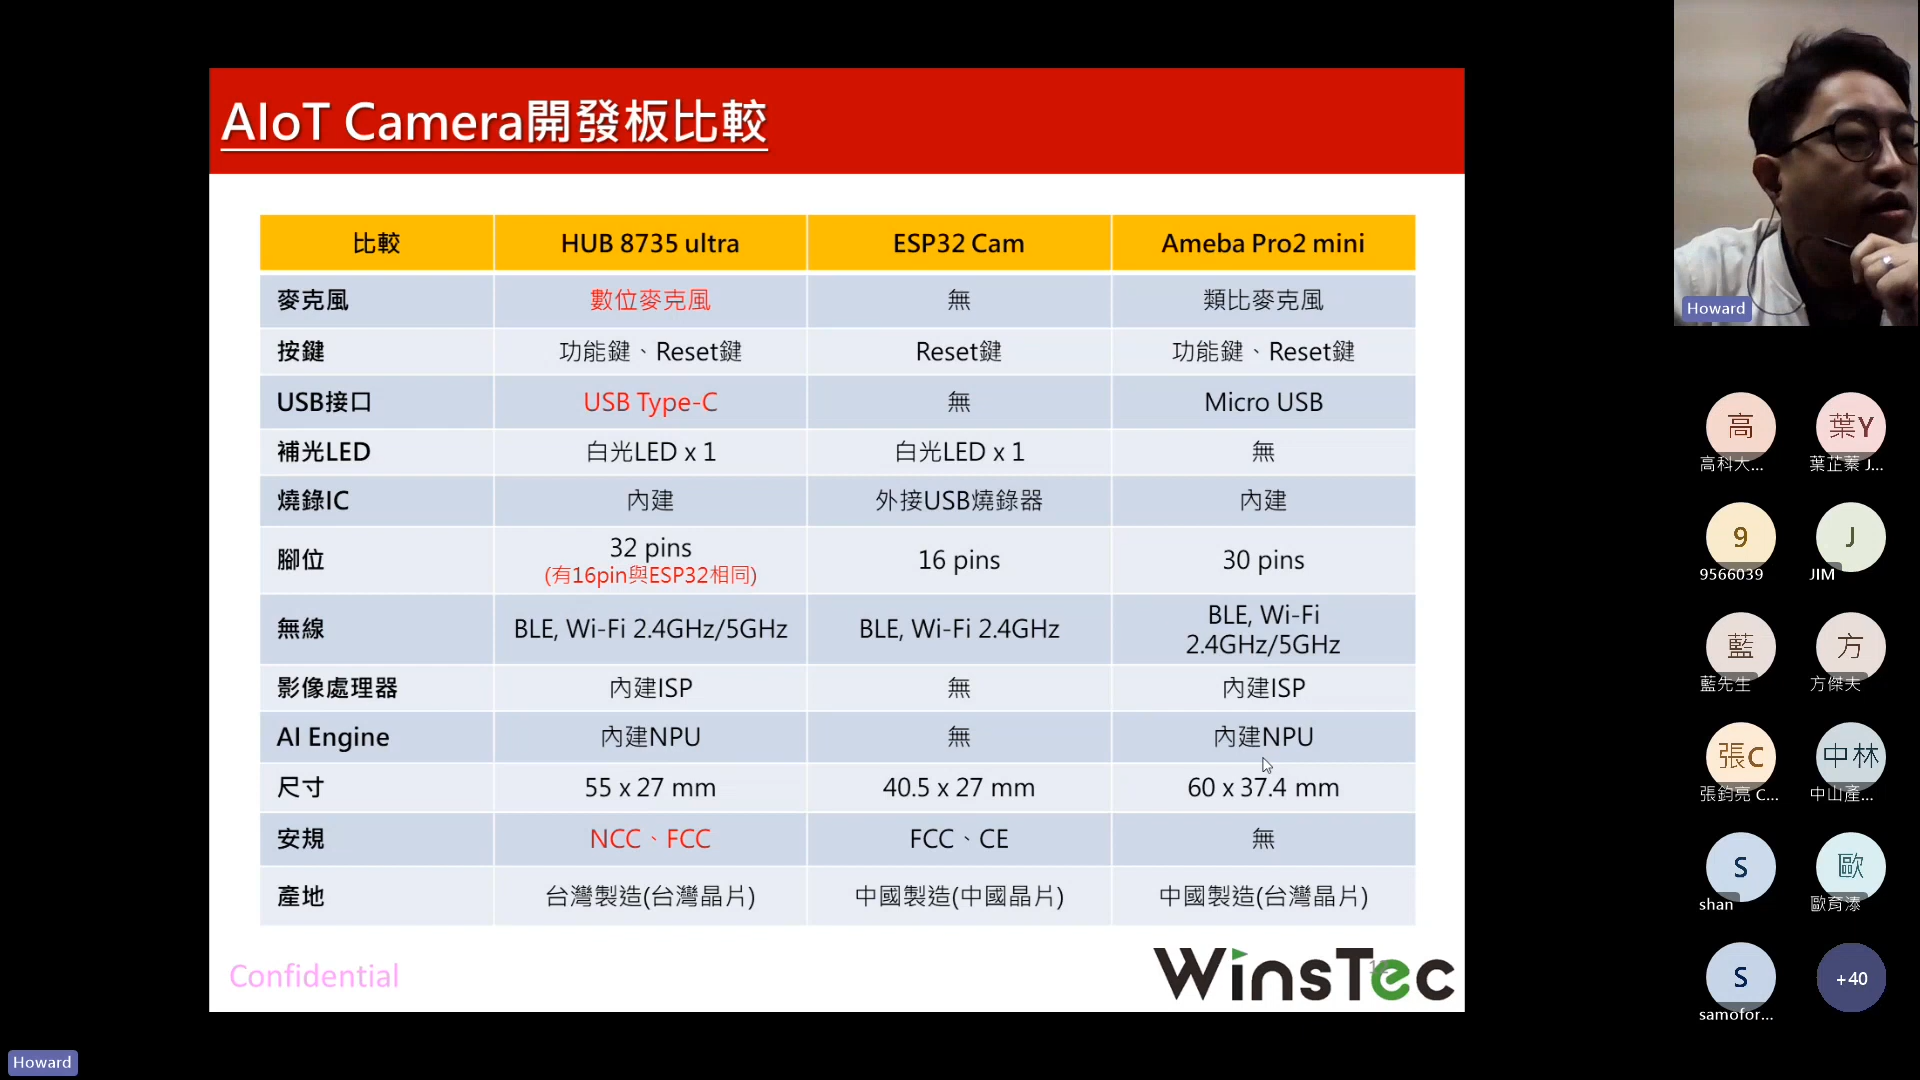 AIoT Camera開發板比較
比較 HUB 8735 ultra ESP32 Cam Ameba Pro2 mini
麥克風 數位麥克風 無 類比麥克風
按鍵 功能鍵、Reset鍵 Reset鍵 功能鍵、Reset鍵
USB接口 USB Type-C 無 Micro USB
補光LED 白光LED x 1 白光LED x 1 無
燒錄IC 內建 外接USB燒錄器 內建
腳位 32 pins
(有16pin與ESP32相同) 16 pins 30 pins
無線 BLE, Wi-Fi 2.4GHz/5GHz BLE, Wi-Fi 2.4GHz BLE, Wi-Fi
2.4GHz/5GHz
影像處理器 內建ISP 無 內建ISP
AI Engine 內建NPU 無 內建NPU
尺寸 55 x 27 mm 40.5 x 27 mm 60 x 37.4 mm
安規 NCC、FCC FCC、CE 無
產地 台灣製造(台灣晶片) 中國製造(中國晶片) 中國製造(台灣晶片)
Confidential
WinsTec
Howard
高 葉Y
高科大... 葉芷蓁 J...
9 J
9566039 JIM
藍 方
藍先生 方傑夫
張C 中林
張鈞亮 C... 中山產...
S 歐
shan 歐育溱
S +40
samofor...
Howard